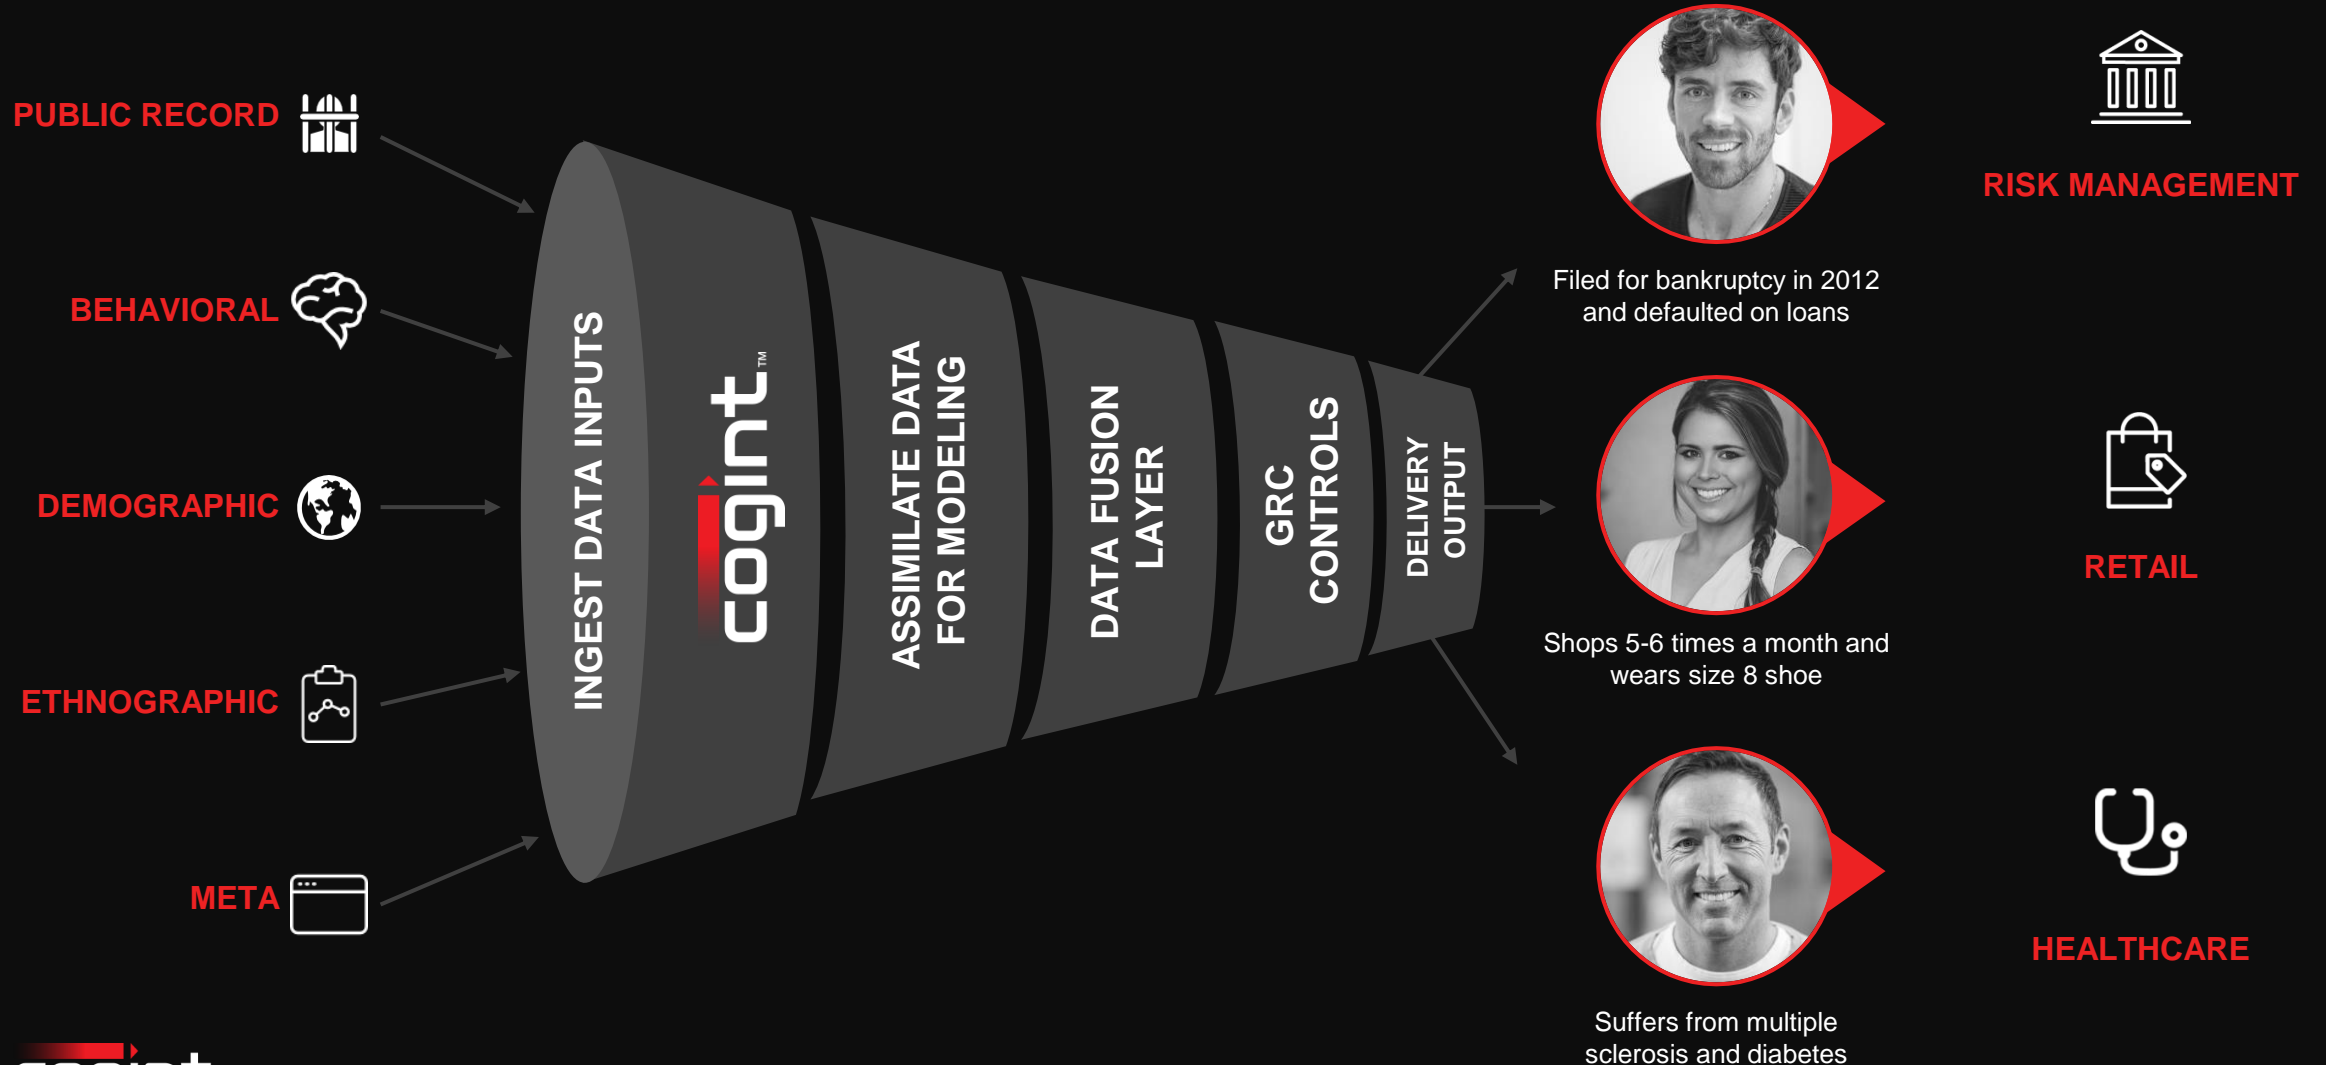 PUBLIC RECORD
BEHAVIORAL
DEMOGRAPHIC
ETHNOGRAPHIC
META
INGEST DATA INPUTS
cogint™
ASSIMILATE DATA
FOR MODELING
DATA FUSION
LAYER
GRC
CONTROLS
DELIVERY
OUTPUT
Filed for bankruptcy in 2012
and defaulted on loans
RISK MANAGEMENT
Shops 5-6 times a month and
wears size 8 shoe
RETAIL
Suffers from multiple
sclerosis and diabetes
HEALTHCARE
cogint